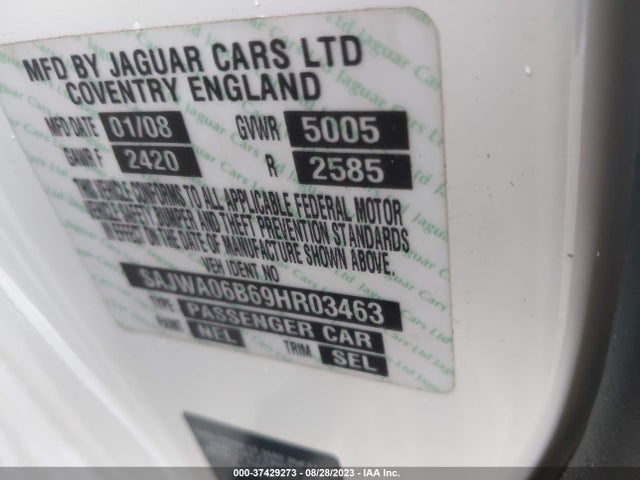 MFD BY JAGUAR CARS LTD
COVENTRY ENGLAND
MFD DATE 01/08 GVWR 5005
GAWR F 2420 R 2585
THIS VEHICLE CONFORMS TO ALL APPLICABLE FEDERAL MOTOR
VEHICLE SAFETY BUMPER AND THEFT PREVENTION STANDARDS
IN EFFECT ON THE DATE OF MANUFACTURE SHOWN ABOVE.
VEH IDENT. NO
SAJWA06B69HR03463
TYPE PASSENGER CAR
PAINT NEL TRIM SEL
000-37429273 - 08/28/2023 - IAA Inc.